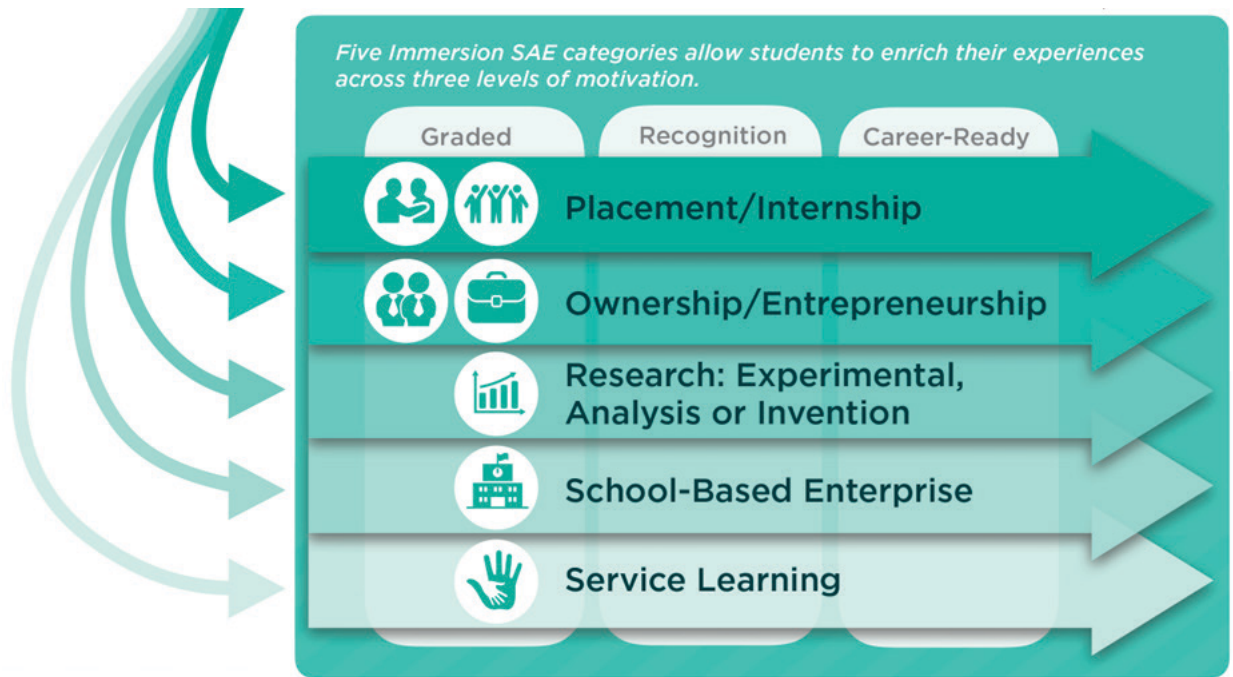 Five Immersion SAE categories allow students to enrich their experiences
across three levels of motivation.
Graded
Recognition
Career-Ready
Placement/Internship
Ownership/Entrepreneurship
Research: Experimental,
Analysis or Invention
School-Based Enterprise
Service Learning